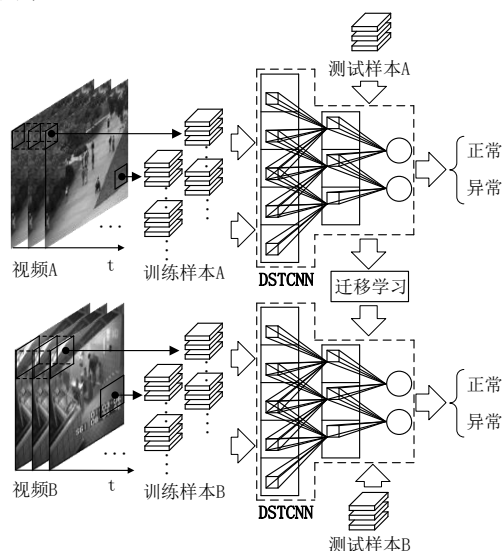 测试样本A
正常
异常
视频A
t
训练样本A
DSTCNN
迁移学习
正常
异常
视频B
t
训练样本B
DSTCNN
测试样本B